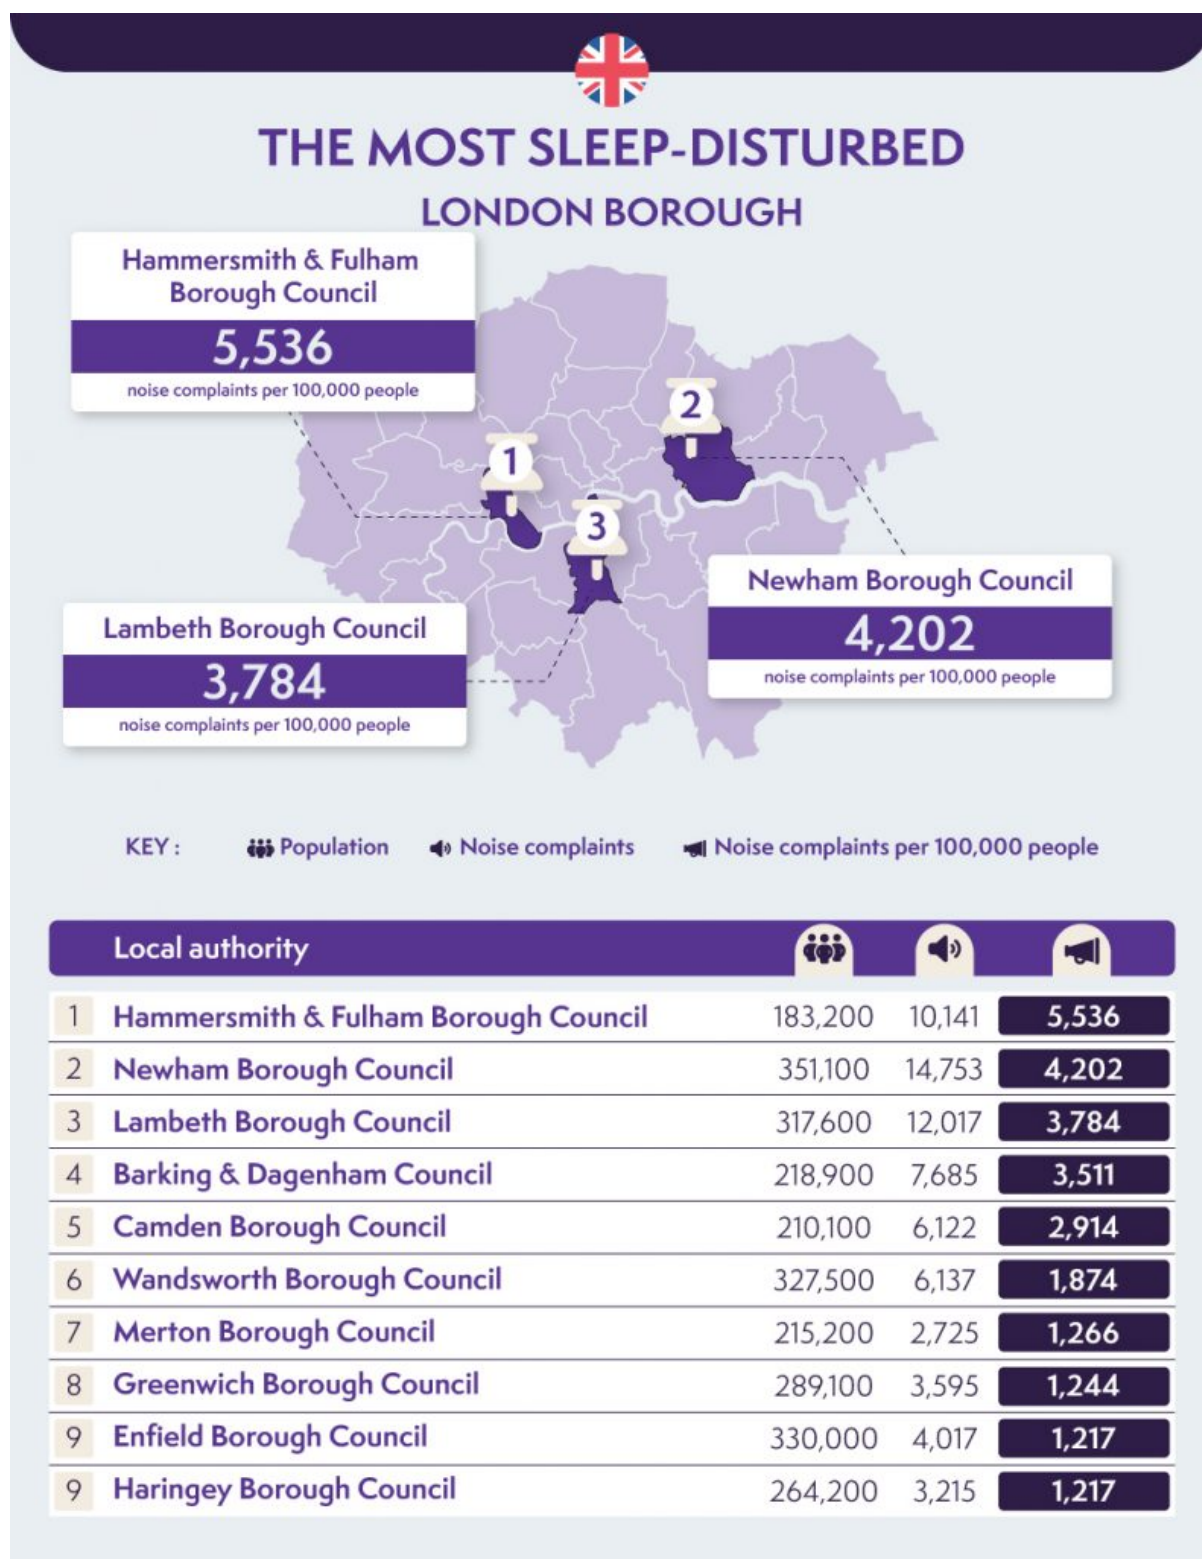 THE MOST SLEEP-DISTURBED
LONDON BOROUGH
Hammersmith & Fulham
Borough Council
5,536
noise complaints per 100,000 people
1
2
3
Newham Borough Council
4,202
noise complaints per 100,000 people
Lambeth Borough Council
3,784
noise complaints per 100,000 people
KEY : Population Noise complaints Noise complaints per 100,000 people
Local authority
1 Hammersmith & Fulham Borough Council 183,200 10,141 5,536
2 Newham Borough Council 351,100 14,753 4,202
3 Lambeth Borough Council 317,600 12,017 3,784
4 Barking & Dagenham Council 218,900 7,685 3,511
5 Camden Borough Council 210,100 6,122 2,914
6 Wandsworth Borough Council 327,500 6,137 1,874
7 Merton Borough Council 215,200 2,725 1,266
8 Greenwich Borough Council 289,100 3,595 1,244
9 Enfield Borough Council 330,000 4,017 1,217
9 Haringey Borough Council 264,200 3,215 1,217